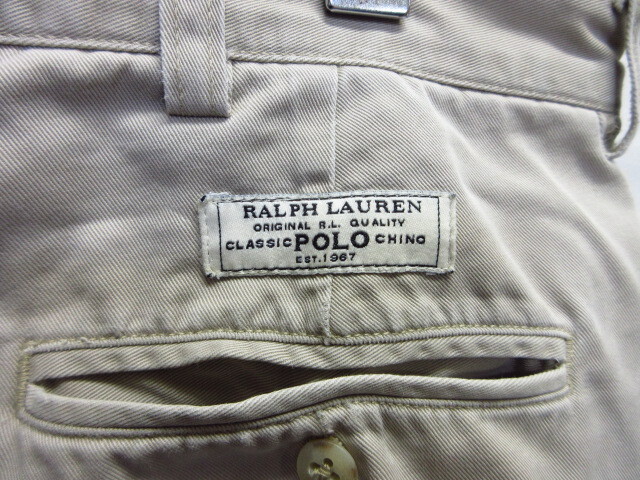 RALPH LAUREN
ORIGINAL R.L. QUALITY
CLASSIC POLO CHINO
EST. 1967